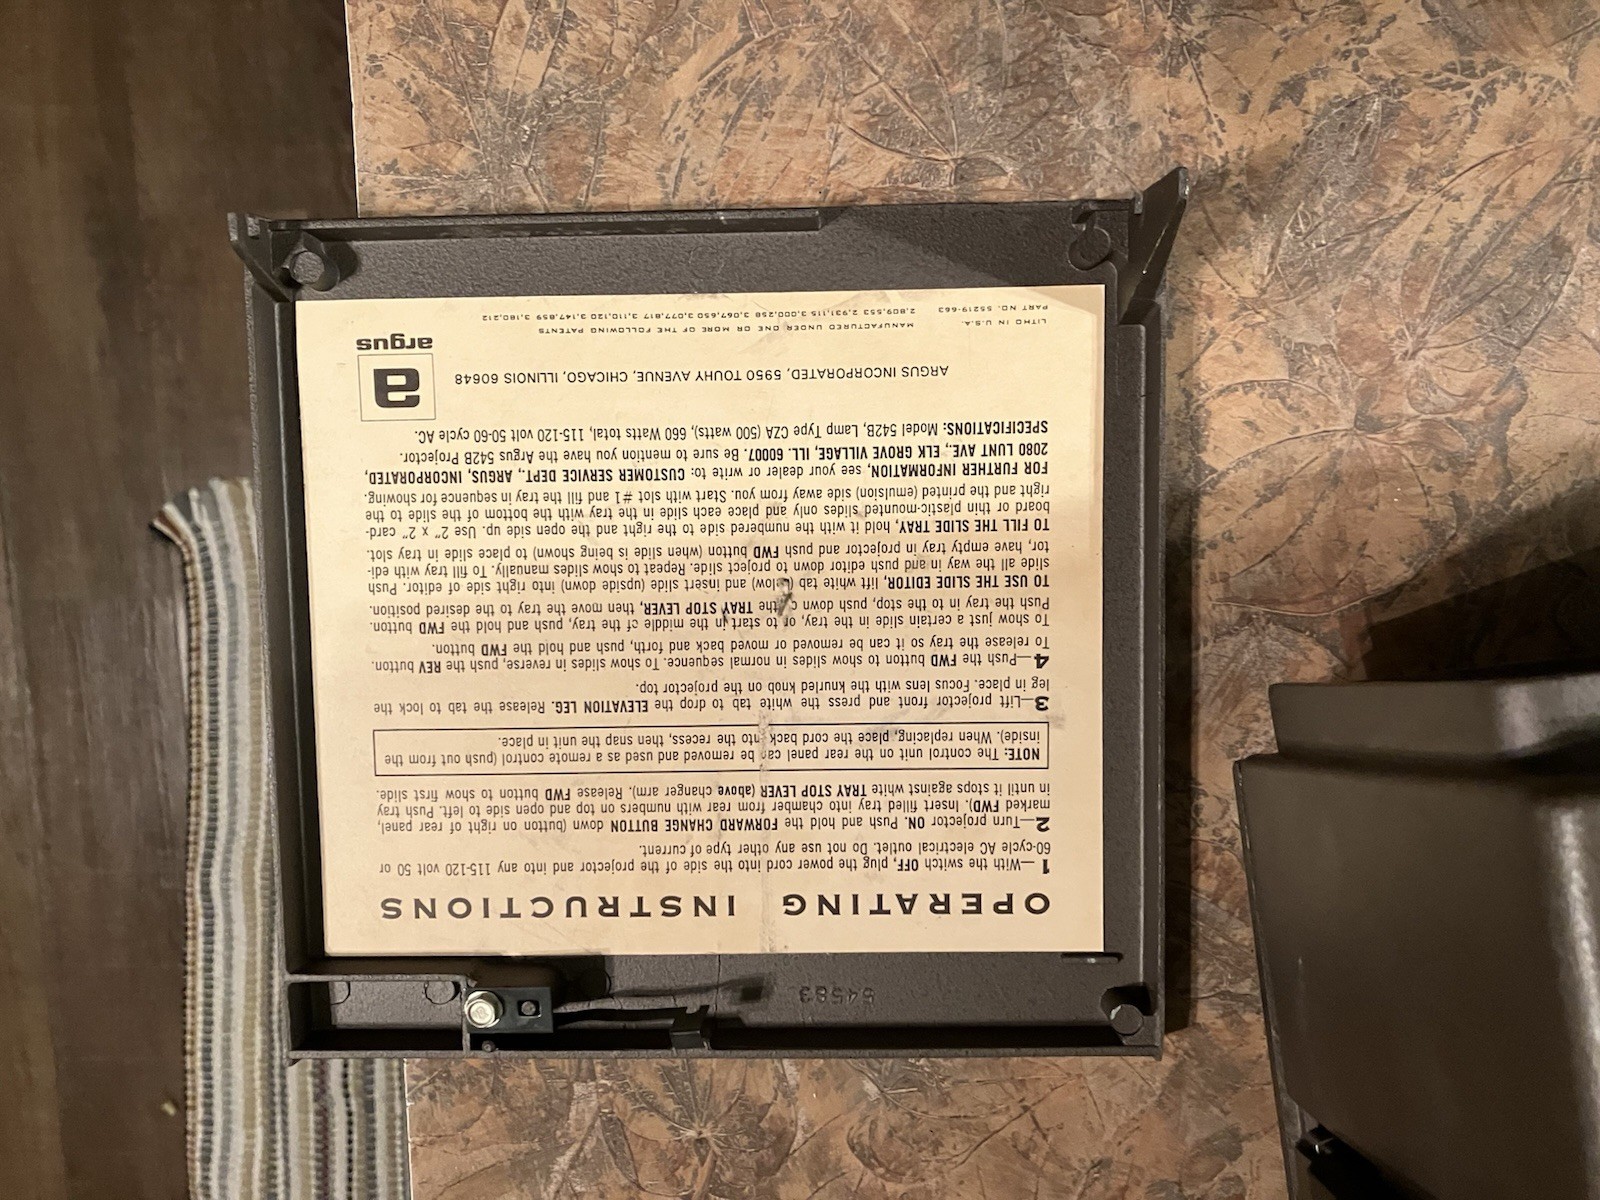 OPERATING INSTRUCTIONS
1—With the switch OFF, plug the power cord into the side of the projector and into any 115-120 volt 50 or
60-cycle AC electrical outlet. Do not use any other type of current.
2—Turn projector ON. Push and hold the FORWARD CHANGE BUTTON down (button on right of rear panel,
marked FWD). Insert filled tray into chamber from rear with numbers on top and open side to left. Push tray
in until it stops against white TRAY STOP LEVER (above changer arm). Release FWD button to show first slide.
NOTE: The control unit on the rear panel can be removed and used as a remote control (push out from the
inside). When replacing, place the cord back into the recess, then snap the unit in place.
3—Lift projector front and press the white tab to drop the ELEVATION LEG. Release the tab to lock the
leg in place. Focus lens with the knurled knob on the projector top.
4—Push the FWD button to show slides in normal sequence. To show slides in reverse, push the REV button.
To release the tray so it can be removed or moved back and forth, push and hold the FWD button.
To show just a certain slide in the tray, or to start in the middle of the tray, push and hold the FWD button.
Push the tray in to the stop, push down on the TRAY STOP LEVER, then move the tray to the desired position.
TO USE THE SLIDE EDITOR, lift white tab (below) and insert slide (upside down) into right side of editor. Push
slide all the way in and push editor down to project slide. Repeat to show slides manually. To fill tray with edi-
tor, have empty tray in projector and push FWD button (when slide is being shown) to place slide in tray slot.
TO FILL THE SLIDE TRAY, hold it with the numbered side to the right and the open side up. Use 2" x 2" card-
board or thin plastic-mounted slides only and place each slide in the tray with the bottom of the slide to the
right and the printed (emulsion) side away from you. Start with slot #1 and fill the tray in sequence for showing.
FOR FURTHER INFORMATION, see your dealer or write to: CUSTOMER SERVICE DEPT., ARGUS, INCORPORATED,
2080 LUNT AVE., ELK GROVE VILLAGE, ILL. 60007. Be sure to mention you have the Argus 542B Projector.
SPECIFICATIONS: Model 542B, Lamp Type CZA (500 watts), 660 Watts total, 115-120 volt 50-60 cycle AC.
ARGUS INCORPORATED, 5950 TOUHY AVENUE, CHICAGO, ILLINOIS 60648
a
argus
LITHO IN U.S.A.
PART NO. 55219-663
MANUFACTURED UNDER ONE OR MORE OF THE FOLLOWING PATENTS
2,809,553 2,931,115 3,000,258 3,067,650 3,077,817 3,110,120 3,147,859 3,180,212
54583